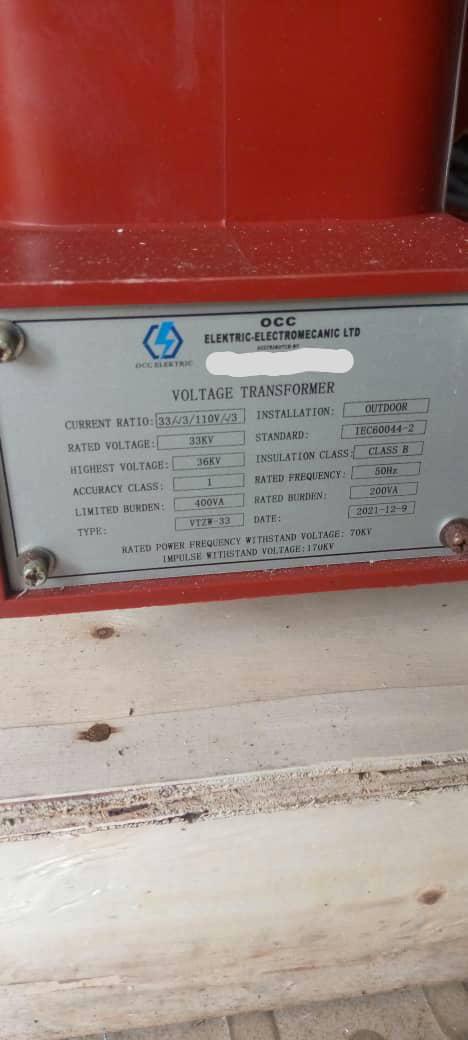 OCC
ELEKTRIC-ELECTROMECANIC LTD
DISTRIBUTED BY
OCC ELEKTRIC
VOLTAGE TRANSFORMER
CURRENT RATIO: 33/√3/110V/√3 INSTALLATION: OUTDOOR
RATED VOLTAGE: 33KV STANDARD: IEC60044-2
HIGHEST VOLTAGE: 36KV INSULATION CLASS: CLASS B
ACCURACY CLASS: 1 RATED FREQUENCY: 50Hz
LIMITED BURDEN: 400VA RATED BURDEN: 200VA
TYPE: VTZW-33 DATE: 2021-12-9
RATED POWER FREQUENCY WITHSTAND VOLTAGE: 70KV
IMPULSE WITHSTAND VOLTAGE:170KV